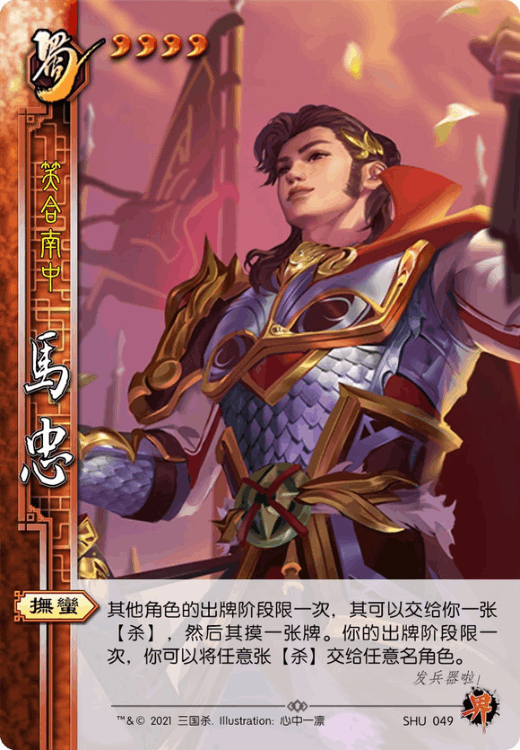 蜀
笑合南中
馬忠
撫蠻
其他角色的出牌阶段限一次，其可以交给你一张
【杀】，然后其摸一张牌。你的出牌阶段限一
次，你可以将任意张【杀】交给任意名角色。
发兵器啦！
™&© 2021 三国杀. Illustration: 心中一凛
SHU 049
界